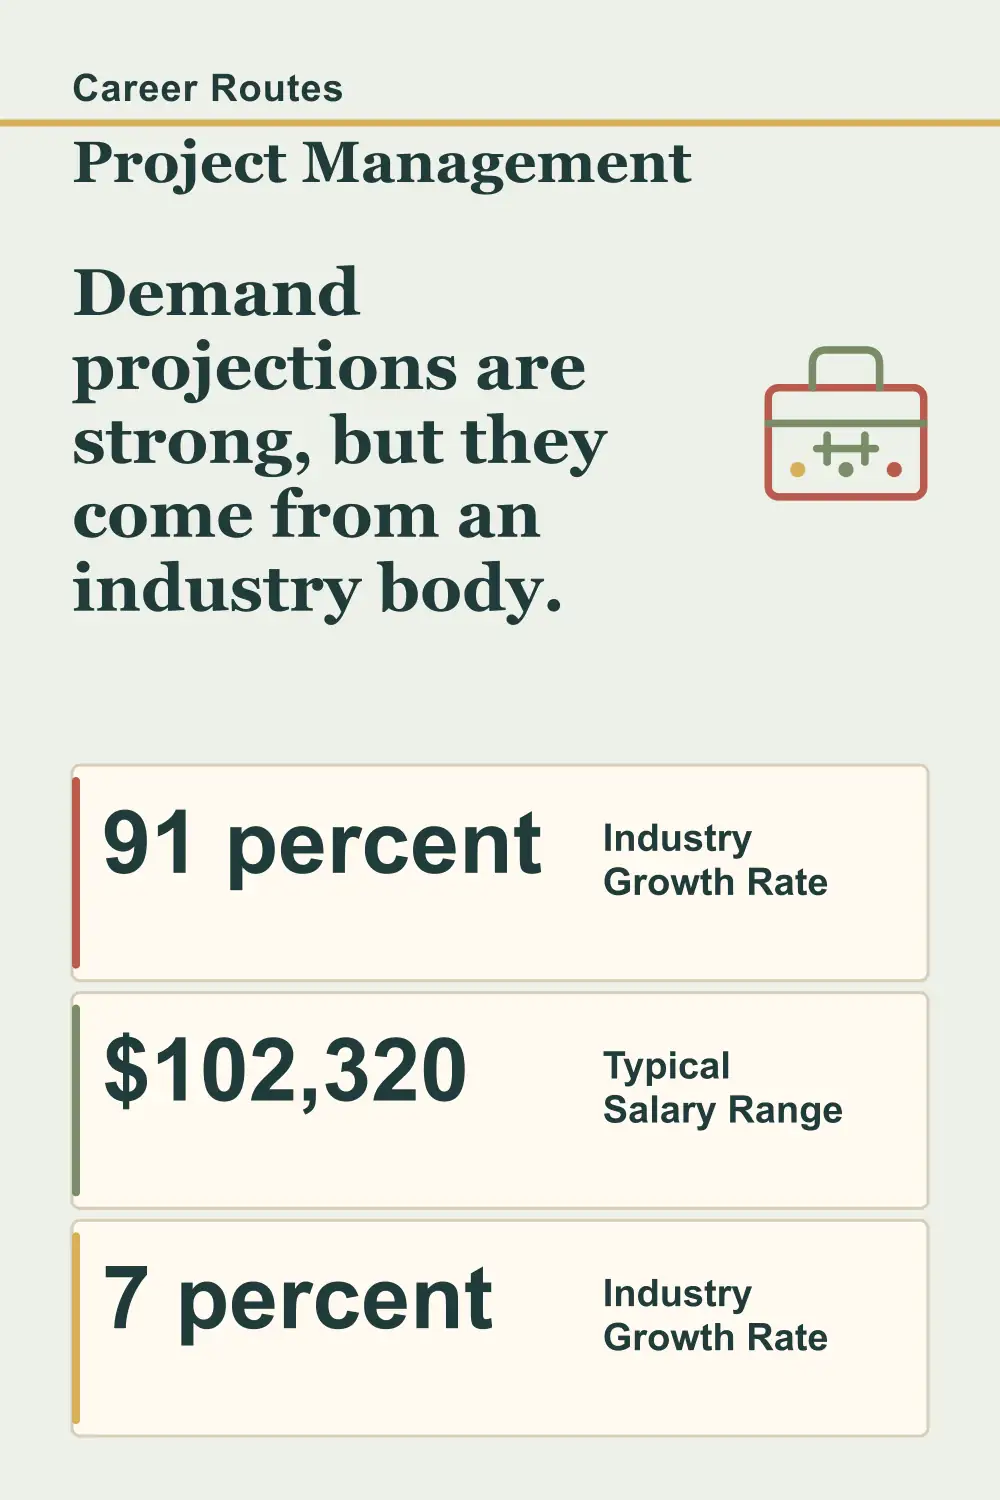 Career Routes
Project Management
Demand
projections are
strong, but they
come from an
industry body.
91 percent
Industry
Growth Rate
$102,320
Typical
Salary Range
7 percent
Industry
Growth Rate